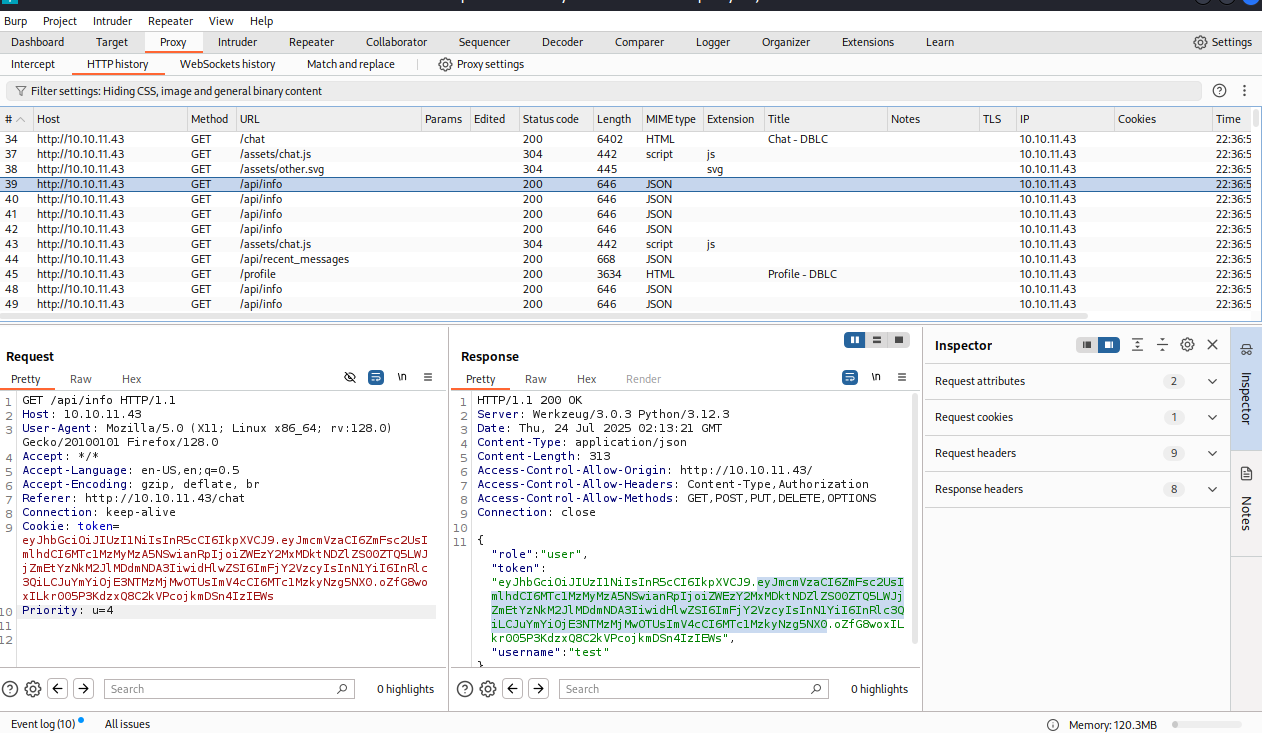 Burp Project Intruder Repeater View Help
Dashboard Target Proxy Intruder Repeater Collaborator Sequencer Decoder Comparer Logger Organizer Extensions Learn Settings
Intercept HTTP history WebSockets history Match and replace Proxy settings
Filter settings: Hiding CSS, image and general binary content
# Host Method URL Params Edited Status code Length MIME type Extension Title Notes TLS IP Cookies Time
34 http://10.10.11.43 GET /chat 200 6402 HTML Chat - DBLC 10.10.11.43 22:36:5
37 http://10.10.11.43 GET /assets/chat.js 304 442 script js 10.10.11.43 22:36:5
38 http://10.10.11.43 GET /assets/other.svg 304 445 svg 10.10.11.43 22:36:5
39 http://10.10.11.43 GET /api/info 200 646 JSON 10.10.11.43 22:36:5
40 http://10.10.11.43 GET /api/info 200 646 JSON 10.10.11.43 22:36:5
41 http://10.10.11.43 GET /api/info 200 646 JSON 10.10.11.43 22:36:5
42 http://10.10.11.43 GET /api/info 200 646 JSON 10.10.11.43 22:36:5
43 http://10.10.11.43 GET /assets/chat.js 304 442 script js 10.10.11.43 22:36:5
44 http://10.10.11.43 GET /api/recent_messages 200 668 JSON 10.10.11.43 22:36:5
45 http://10.10.11.43 GET /profile 200 3634 HTML Profile - DBLC 10.10.11.43 22:36:5
48 http://10.10.11.43 GET /api/info 200 646 JSON 10.10.11.43 22:36:5
49 http://10.10.11.43 GET /api/info 200 646 JSON 10.10.11.43 22:36:5
Request
Pretty Raw Hex \n
1 GET /api/info HTTP/1.1
2 Host: 10.10.11.43
3 User-Agent: Mozilla/5.0 (X11; Linux x86_64; rv:128.0)
Gecko/20100101 Firefox/128.0
4 Accept: */*
5 Accept-Language: en-US,en;q=0.5
6 Accept-Encoding: gzip, deflate, br
7 Referer: http://10.10.11.43/chat
8 Connection: keep-alive
9 Cookie: token=
eyJhbGciOiJIUzI1NiIsInR5cCI6IkpXVCJ9.eyJmcmVzaCI6ZmFsc2UsI
mlhdCI6MTc1MzMyMzA5NSwianRpIjoiZWEzY2MxMDktNDZlZS00ZTQ5LWJ
jZmEtYzNkM2JlMDdmNDA3IiwidHlwZSI6ImFjY2VzcyIsInN1YiI6InRlc
3QiLCJuYmYiOjE3NTMzMjMwOTUsImV4cCI6MTc1MzkyNzg5NX0.oZfG8wo
xILkr005P3KdzxQ8C2kVPcojkmDSn4IzIEWs
10 Priority: u=4
11
12
Search 0 highlights
Response
Pretty Raw Hex Render \n
1 HTTP/1.1 200 OK
2 Server: Werkzeug/3.0.3 Python/3.12.3
3 Date: Thu, 24 Jul 2025 02:13:21 GMT
4 Content-Type: application/json
5 Content-Length: 313
6 Access-Control-Allow-Origin: http://10.10.11.43/
7 Access-Control-Allow-Headers: Content-Type,Authorization
8 Access-Control-Allow-Methods: GET,POST,PUT,DELETE,OPTIONS
9 Connection: close
10
11 {
"role":"user",
"token":
"eyJhbGciOiJIUzI1NiIsInR5cCI6IkpXVCJ9.eyJmcmVzaCI6ZmFsc2UsI
mlhdCI6MTc1MzMyMzA5NSwianRpIjoiZWEzY2MxMDktNDZlZS00ZTQ5LWJj
ZmEtYzNkM2JlMDdmNDA3IiwidHlwZSI6ImFjY2VzcyIsInN1YiI6InRlc3Q
iLCJuYmYiOjE3NTMzMjMwOTUsImV4cCI6MTc1MzkyNzg5NX0.oZfG8woxIL
kr005P3KdzxQ8C2kVPcojkmDSn4IzIEWs",
"username":"test"
}
Search 0 highlights
Inspector
Request attributes 2
Request cookies 1
Request headers 9
Response headers 8
Inspector
Notes
Event log (10) All issues Memory: 120.3MB